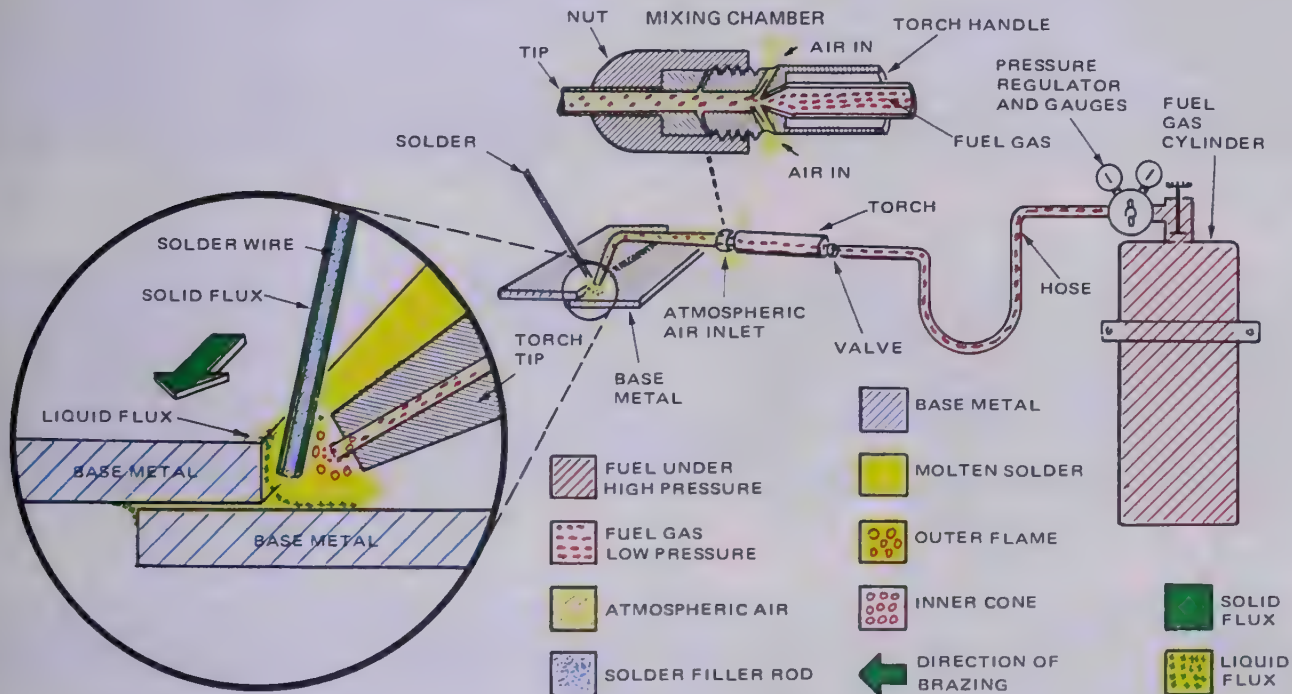 NUT
MIXING CHAMBER
TORCH HANDLE
TIP
AIR IN
PRESSURE
REGULATOR
AND GAUGES
FUEL
GAS
CYLINDER
FUEL GAS
SOLDER
AIR IN
TORCH
SOLDER WIRE
SOLID FLUX
HOSE
ATMOSPHERIC
AIR INLET
VALVE
TORCH
TIP
BASE
METAL
LIQUID FLUX
BASE METAL
BASE METAL
BASE METAL
FUEL UNDER
HIGH PRESSURE
MOLTEN SOLDER
FUEL GAS
LOW PRESSURE
OUTER FLAME
ATMOSPHERIC AIR
INNER CONE
SOLID
FLUX
SOLDER FILLER ROD
DIRECTION OF
BRAZING
LIQUID
FLUX